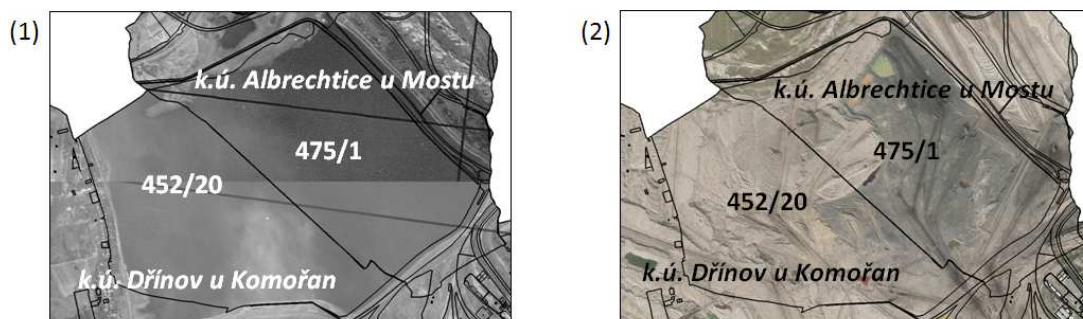 (1)
k.ú. Albrechtice u Mostu
475/1
452/20
k.ú. Dřínov u Komořan
(2)
k.ú. Albrechtice u Mostu
475/1
452/20
k.ú. Dřínov u Komořan